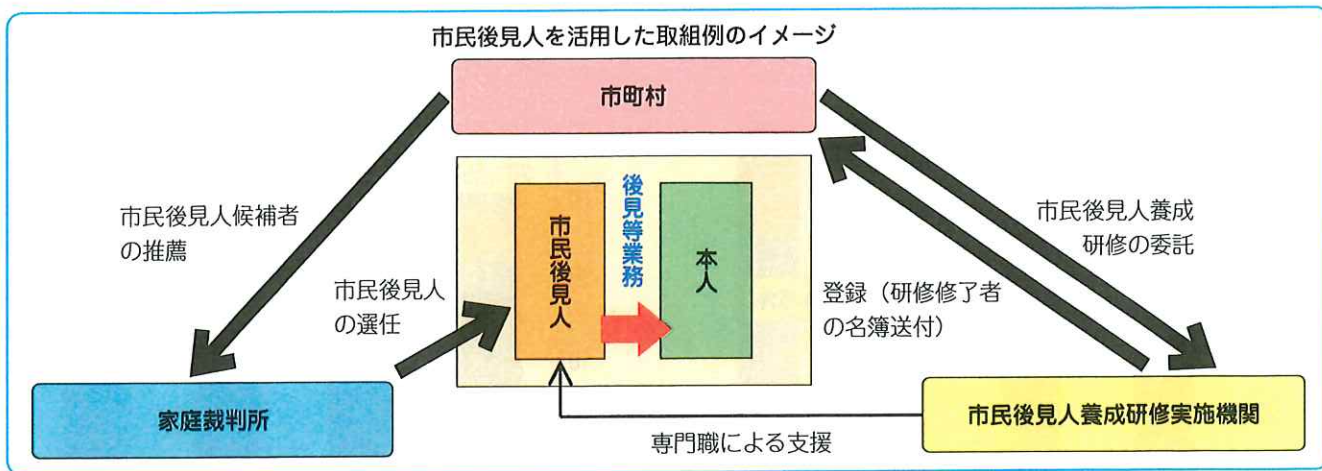 市民後見人を活用した取組例のイメージ
市町村
市民後見人候補者
の推薦
市民後見人
の選任
市民後見人
後見等業務
本人
市民後見人養成
研修の委託
登録（研修修了者
の名簿送付）
家庭裁判所
専門職による支援
市民後見人養成研修実施機関